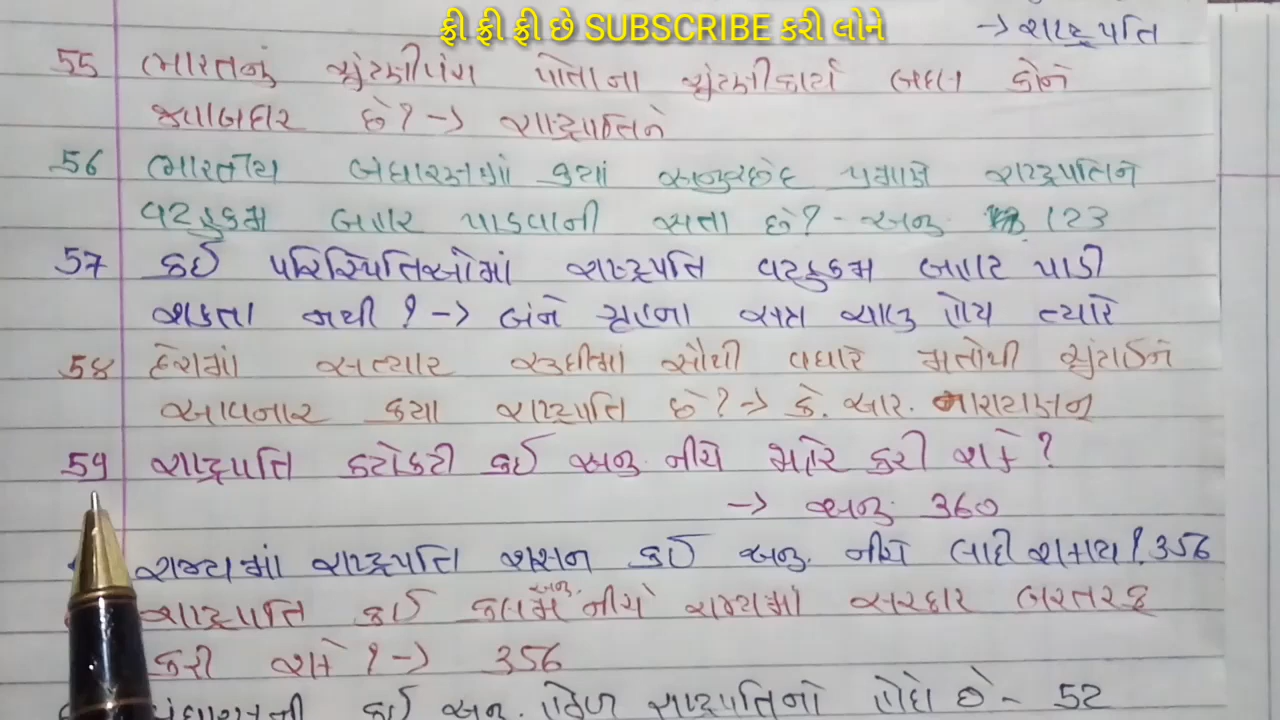 ફ્રી ફ્રી ફ્રી છે SUBSCRIBE કરી લોને
→ રાષ્ટ્રપતિ
55 ભારતનું ચુંટણીપંચ પોતાના ચુંટણીકાર્ય બદલ કોને
જવાબદાર છે? → રાષ્ટ્રપતિને
56 ભારતીય બંધારણમાં કયાં અનુચ્છેદ પ્રમાણે રાષ્ટ્રપતિને
વટહુકમ બહાર પાડવાની સતા છે? - અનુ. 123
57 કઈ પરિસ્થિતિઓમાં રાષ્ટ્રપતિ વટહુકમ બહાર પાડી
શકતા નથી? → બંને ગૃહના સત્ર ચાલુ હોય ત્યારે
58 દેશમાં અત્યાર સુધીમાં સૌથી વધારે મતોથી ચુંટાઈને
આવનાર કયા રાષ્ટ્રપતિ છે? → કે. આર. નારાયણન્
59 રાષ્ટ્રપતિ કટોકટી કઈ અનુ. નીચે જાહેર કરી શકે?
→ અનુ. 360
રાજ્યમાં રાષ્ટ્રપતિ શાસન કઈ અનુ. નીચે લાદી શકાય? 356
રાષ્ટ્રપતિ કઈ કલમ અનુ. નીચે રાજ્યમાં સરકાર બરતરફ
કરી શકે? → 356
કઈ અનુ. હેઠળ રાષ્ટ્રપતિનો હોદો છે - 52